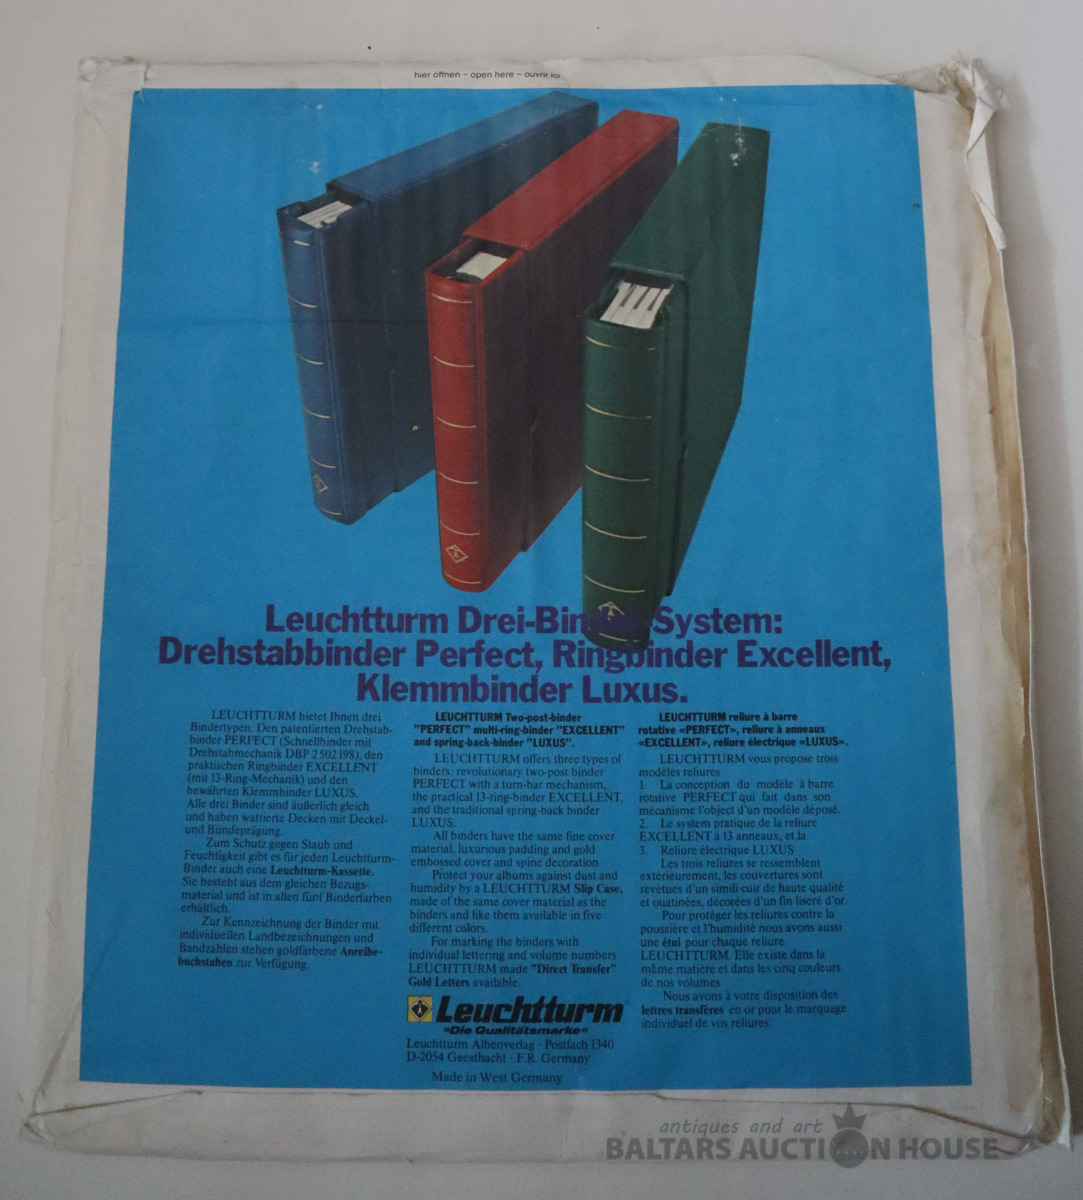 hier öffnen – open here – ouvrir ici
Leuchtturm Drei-Binder-System:
Drehstabbinder Perfect, Ringbinder Excellent,
Klemmbinder Luxus.
LEUCHTTURM bietet Ihnen drei
Bindertypen. Den patentierten Drehstab-
binder PERFECT (Schnellbinder mit
Drehstabmechanik DBP 2 502 198), den
praktischen Ringbinder EXCELLENT
(mit 13-Ring-Mechanik) und den
bewährten Klemmbinder LUXUS.
Alle drei Binder sind äußerlich gleich
und haben wattierte Decken mit Deckel-
und Bündeprägung.
Zum Schutz gegen Staub und
Feuchtigkeit gibt es für jeden Leuchtturm-
Binder auch eine Leuchtturm-Kassette.
Sie besteht aus dem gleichen Bezugs-
material und ist in allen fünf Binderfarben
erhältlich.
Zur Kennzeichnung der Binder mit
individuellen Landbezeichnungen und
Bandzahlen stehen goldfarbene Anreibe-
buchstaben zur Verfügung.
LEUCHTTURM Two-post-binder
"PERFECT" multi-ring-binder "EXCELLENT"
and spring-back-binder "LUXUS".
LEUCHTTURM offers three types of
binders: revolutionary two-post binder
PERFECT with a turn-bar mechanism,
the practical 13-ring-binder EXCELLENT,
and the traditional spring-back binder
LUXUS.
All binders have the same fine cover
material, luxurious padding and gold
embossed cover and spine decoration.
Protect your albums against dust and
humidity by a LEUCHTTURM Slip Case,
made of the same cover material as the
binders and like them available in five
different colors.
For marking the binders with
individual lettering and volume numbers
LEUCHTTURM made "Direct Transfer"
Gold Letters available.
Leuchtturm
»Die Qualitätsmarke«
Leuchtturm Albenverlag · Postfach 1340
D-2054 Geesthacht · F.R. Germany
Made in West Germany
LEUCHTTURM reliure à barre
rotative «PERFECT», reliure à anneaux
«EXCELLENT», reliure électrique «LUXUS».
LEUCHTTURM vous propose trois
modèles reliures
1. La conception du modèle à barre
rotative PERFECT qui fait dans son
mécanisme l'object d'un modèle déposé.
2. Le system pratique de la reliure
EXCELLENT à 13 anneaux, et la
3. Reliure électrique LUXUS
Les trois reliures se ressemblent
extérieurement, les couvertures sont
revêtues d'un simili cuir de haute qualité
et ouatinées, décorées d'un fin liseré d'or.
Pour protéger les reliures contre la
poussière et l'humidité nous avons aussi
une étui pour chaque reliure
LEUCHTTURM. Elle existe dans la
même matière et dans les cinq couleurs
de nos volumes
Nous avons à votre disposition des
lettres transfères en or pour le marquage
individuel de vos reliures.
antiques and art
BALTARS AUCTION HOUSE